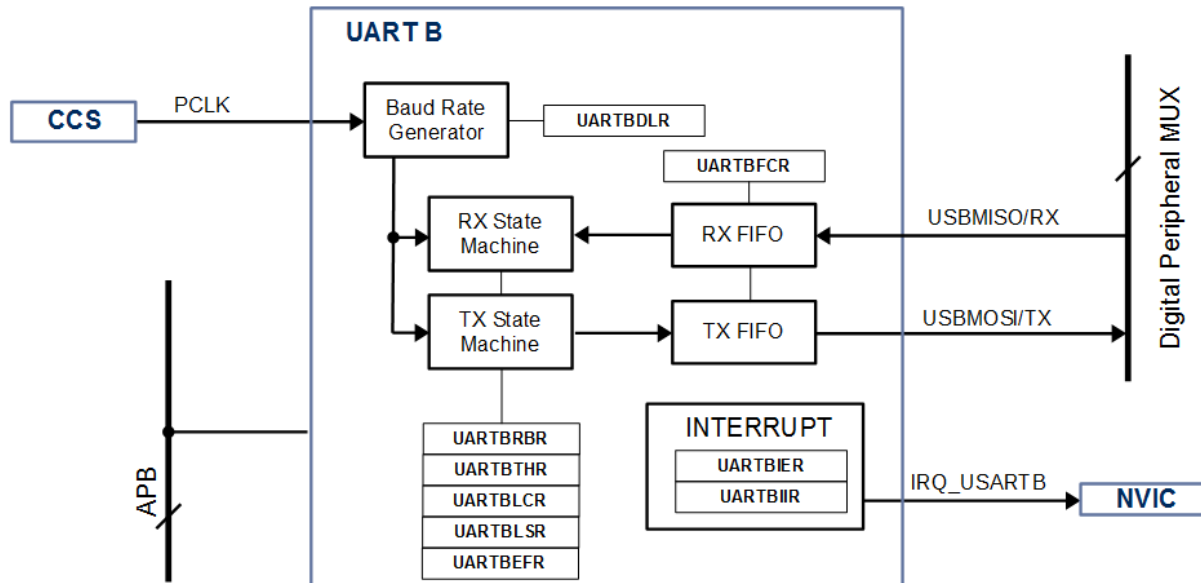 UART B
CCS
PCLK
Baud Rate
Generator
UARTBDLR
UARTBFCR
RX State
Machine
RX FIFO
USBMISO/RX
TX State
Machine
TX FIFO
USBMOSI/TX
Digital Peripheral MUX
APB
UARTBRBR
UARTBTHR
UARTBLCR
UARTBLSR
UARTBEFR
INTERRUPT
UARTBIER
UARTBIIR
IRQ_USARTB
NVIC